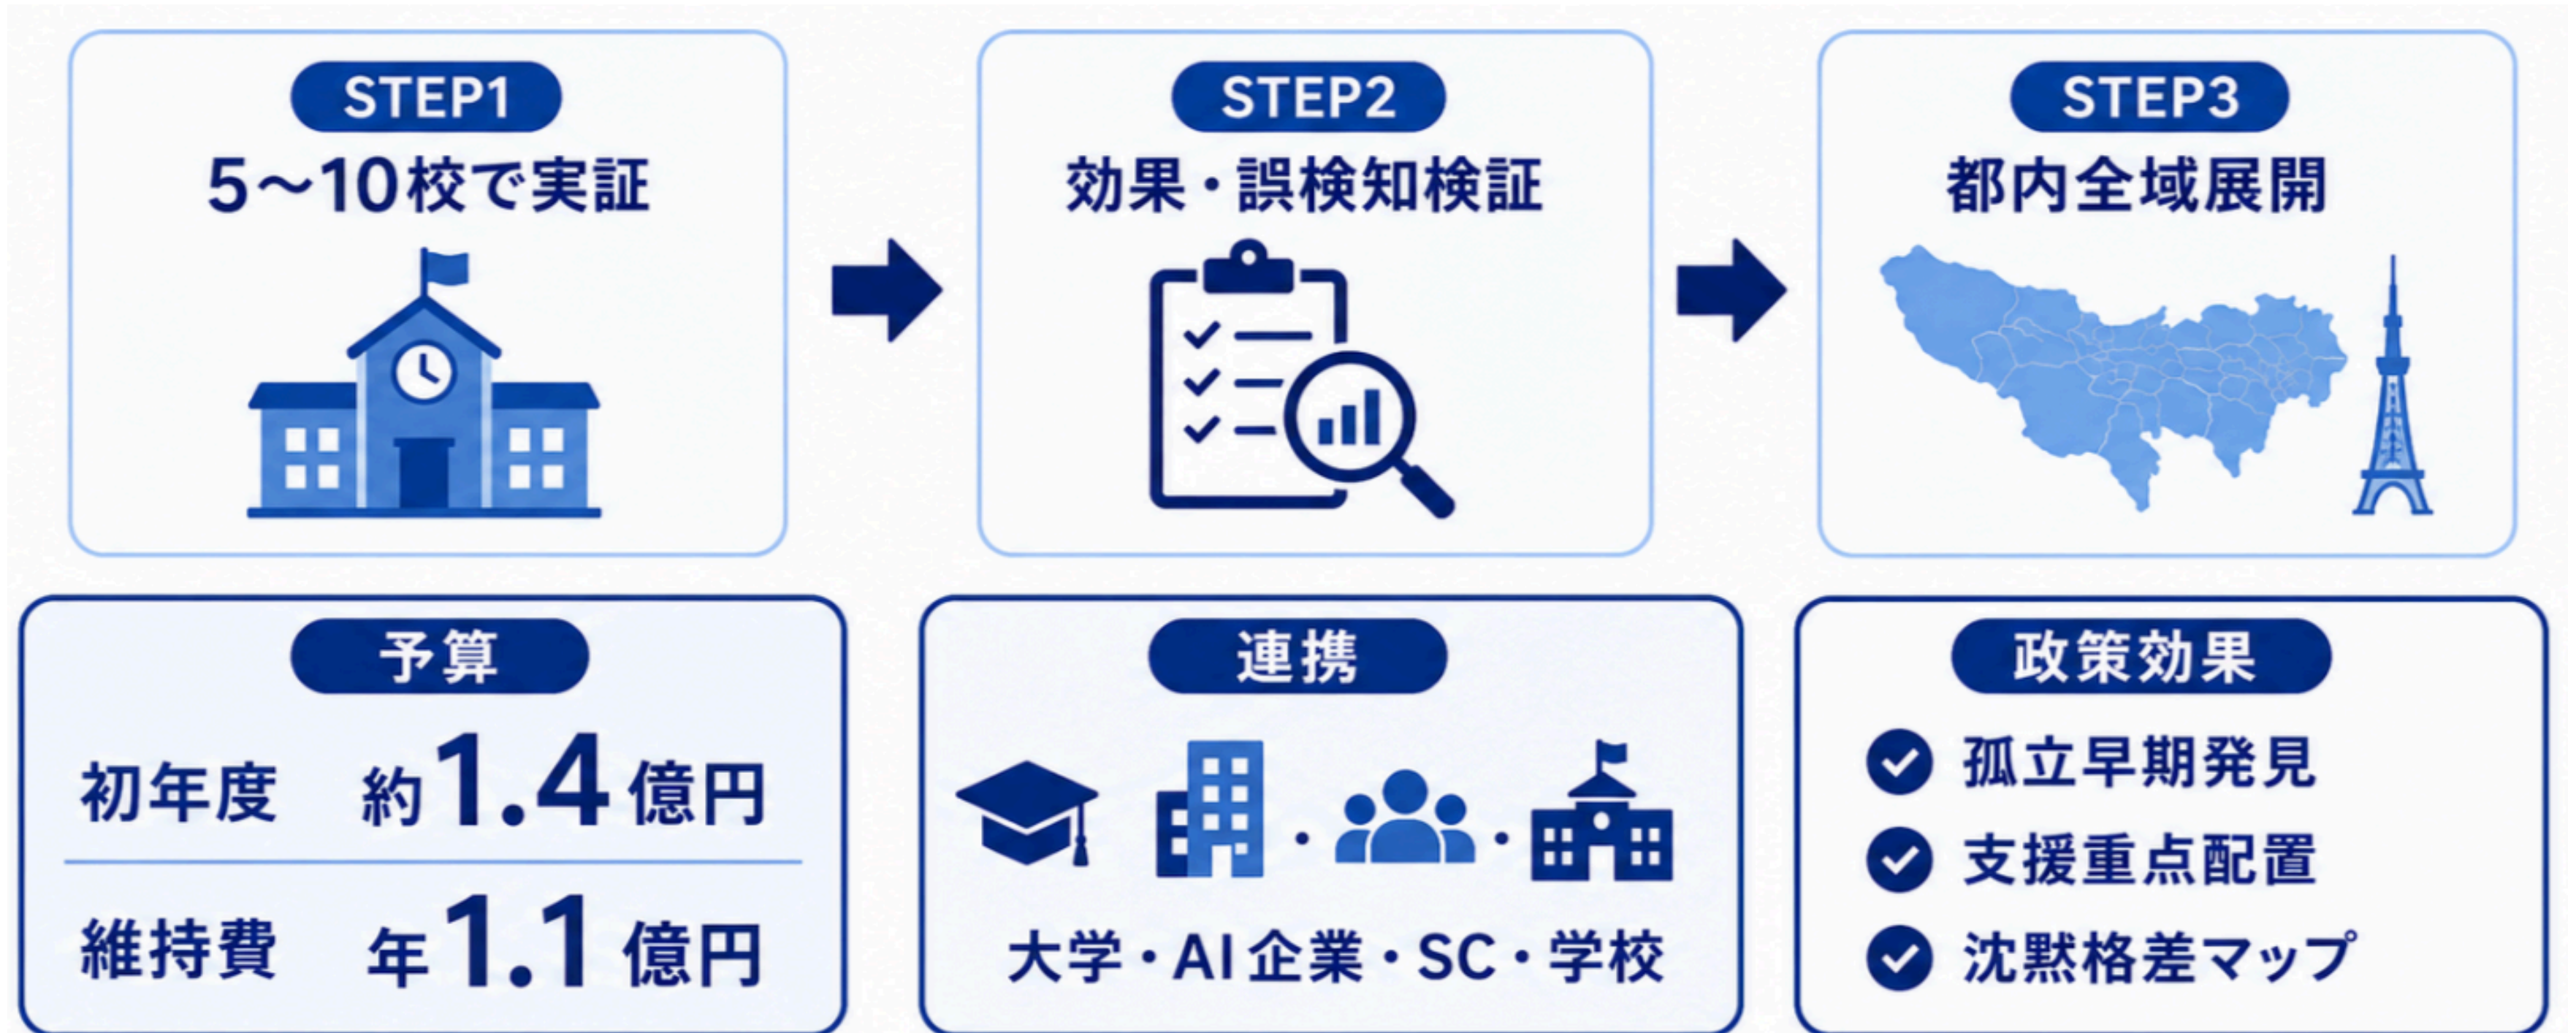 STEP1
5〜10校で実証
STEP2
効果・誤検知検証
STEP3
都内全域展開
予算
初年度 約1.4億円
維持費 年1.1億円
連携
大学・AI企業・SC・学校
政策効果
孤立早期発見
支援重点配置
沈黙格差マップ